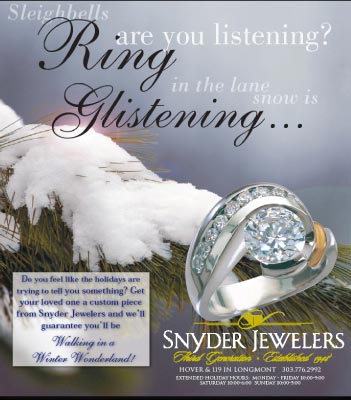 Sleighbells
are you listening?
Ring
in the lane
snow is
Glistening...
Do you feel like the holidays are
trying to tell you something? Get
your loved one a custom piece
from Snyder Jewelers and we'll
guarantee you'll be
Walking in a
Winter Wonderland!
SNYDER JEWELERS
Third Generation • Established 1948
HOVER & 119 IN LONGMONT 303.776.2992
EXTENDED HOLIDAY HOURS: MONDAY - FRIDAY 10:00-9:00
SATURDAY 10:00-6:00 SUNDAY 10:00-5:00